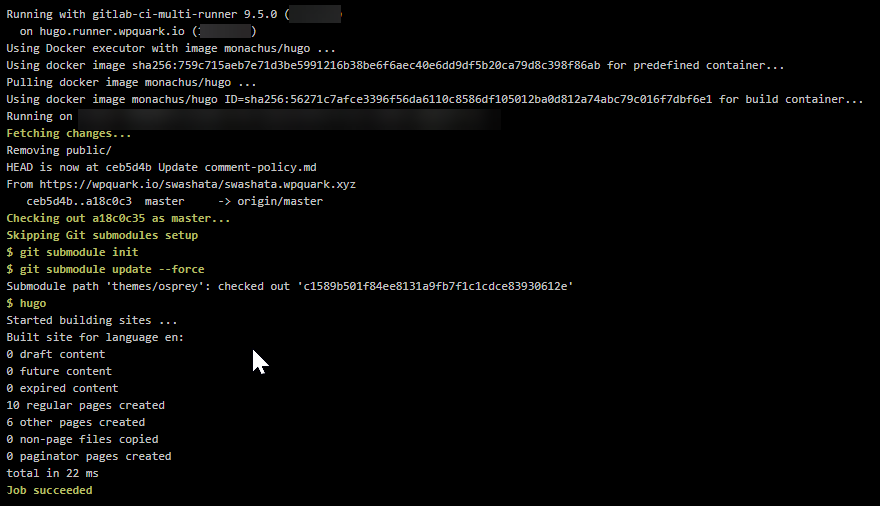 Running with gitlab-ci-multi-runner 9.5.0 (
on hugo.runner.wpquark.io ( )
Using Docker executor with image monachus/hugo ...
Using docker image sha256:759c715aeb7e71d3be5991216b38be6f6aec40e6dd9df5b20ca79d8c398f86ab for predefined container...
Pulling docker image monachus/hugo ...
Using docker image monachus/hugo ID=sha256:56271c7afce3396f56da6110c8586df105012ba0d812a74abc79c016f7dbf6e1 for build container...
Running on
Fetching changes...
Removing public/
HEAD is now at ceb5d4b Update comment-policy.md
From https://wpquark.io/swashata/swashata.wpquark.xyz
ceb5d4b..a18c0c3 master -> origin/master
Checking out a18c0c35 as master...
Skipping Git submodules setup
$ git submodule init
$ git submodule update --force
Submodule path 'themes/osprey': checked out 'c1589b501f84ee8131a9fb7f1c1cdce83930612e'
$ hugo
Started building sites ...
Built site for language en:
0 draft content
0 future content
0 expired content
10 regular pages created
6 other pages created
0 non-page files copied
0 paginator pages created
total in 22 ms
Job succeeded